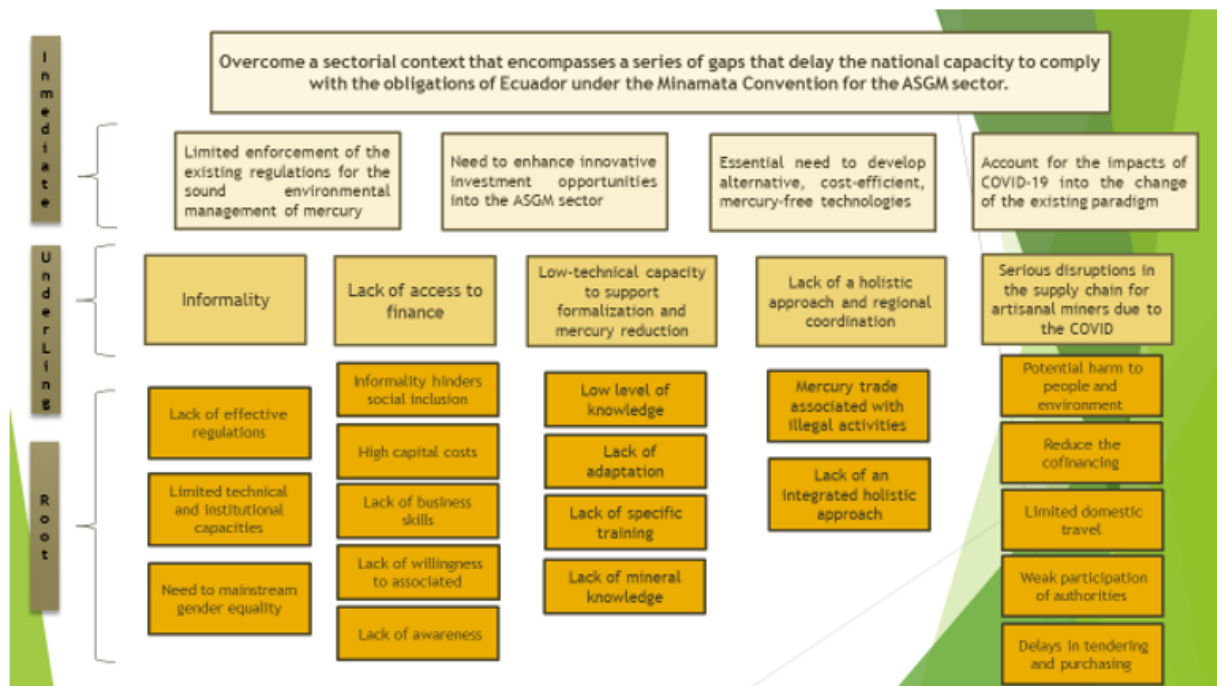 Inmediate
Overcome a sectorial context that encompasses a series of gaps that delay the national capacity to comply
with the obligations of Ecuador under the Minamata Convention for the ASGM sector.
Limited enforcement of the
existing regulations for the
sound environmental
management of mercury
Need to enhance innovative
investment opportunities
into the ASGM sector
Essential need to develop
alternative, cost-efficient,
mercury-free technologies
Account for the impacts of
COVID-19 into the change
of the existing paradigm
UnderLing
Informality
Lack of access to
finance
Low-technical capacity
to support
formalization and
mercury reduction
Lack of a holistic
approach and regional
coordination
Serious disruptions in
the supply chain for
artisanal miners due to
the COVID
Root
Lack of effective
regulations
Limited technical
and institutional
capacities
Need to mainstream
gender equality
Informality hinders
social inclusion
High capital costs
Lack of business
skills
Lack of willingness
to associated
Lack of awareness
Low level of
knowledge
Lack of
adaptation
Lack of specific
training
Lack of mineral
knowledge
Mercury trade
associated with
illegal activities
Lack of an
integrated holistic
approach
Potential harm to
people and
environment
Reduce the
cofinancing
Limited domestic
travel
Weak participation
of authorities
Delays in tendering
and purchasing